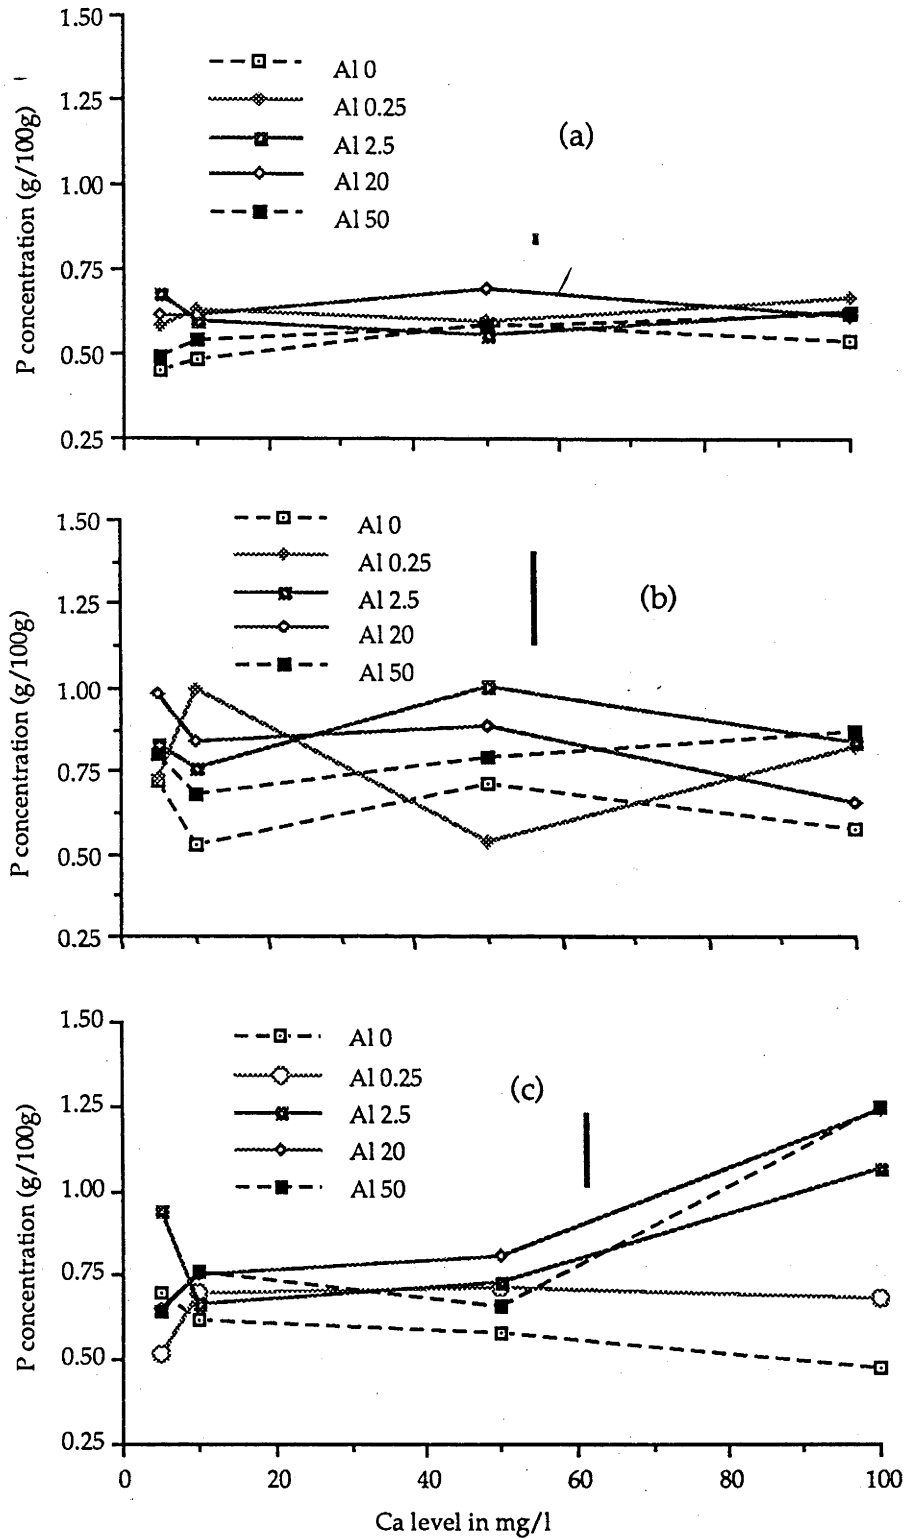 1.50
1.25
1.00
0.75
0.50
0.25
P concentration (g/100g)
Al 0
Al 0.25
Al 2.5
Al 20
Al 50
(a)
1.50
1.25
1.00
0.75
0.50
0.25
P concentration (g/100g)
Al 0
Al 0.25
Al 2.5
Al 20
Al 50
(b)
1.50
1.25
1.00
0.75
0.50
0.25
P concentration (g/100g)
Al 0
Al 0.25
Al 2.5
Al 20
Al 50
(c)
0 20 40 60 80 100
Ca level in mg/l